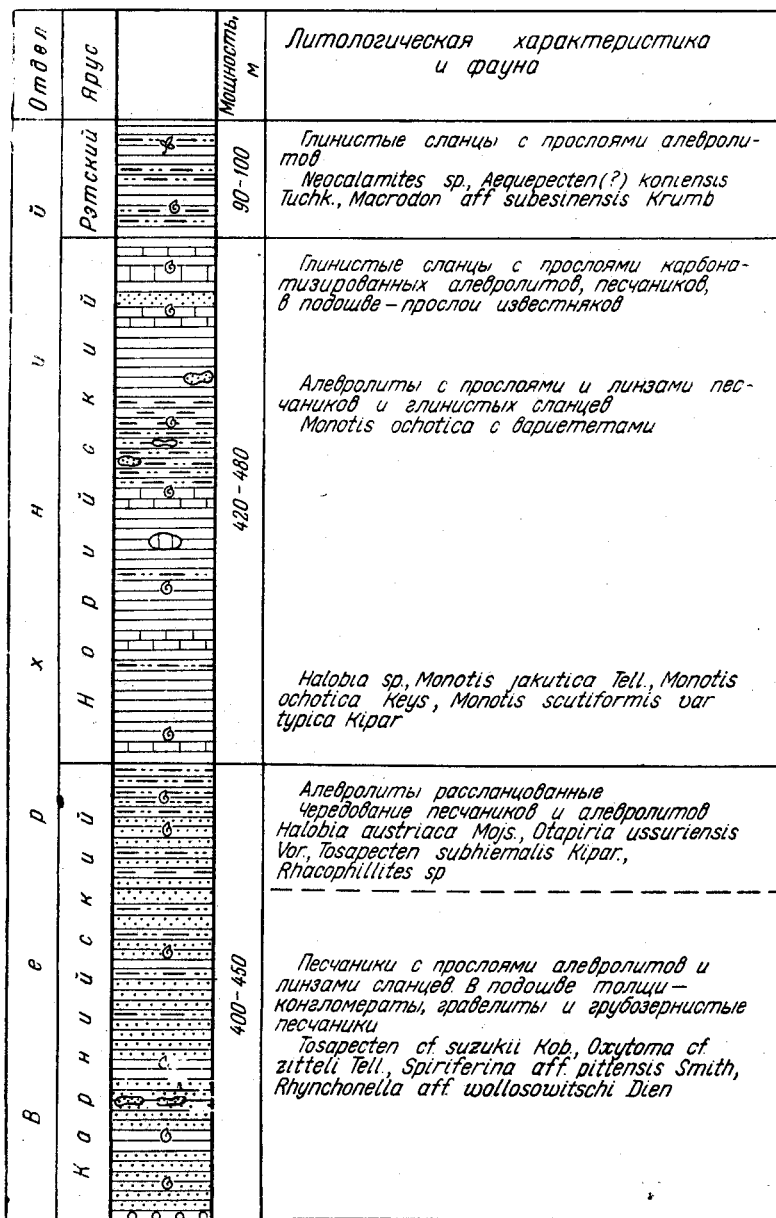 Отдел
Ярус
Мощность, м
Литологическая характеристика
и фауна
Верхний
Рэтский
90-100
Глинистые сланцы с прослоями алевроли-
тов
Neocalamites sp., Aequepecten(?) koniensis
Tuchk., Macrodon aff subesinensis Krumb
Норийский
420-480
Глинистые сланцы с прослоями карбона-
тизированных алевролитов, песчаников,
в подошве – прослои известняков
Алевролиты с прослоями и линзами пес-
чаников и глинистых сланцев
Monotis ochotica с вариететами
Halobia sp., Monotis jakutica Tell., Monotis
ochotica Keys, Monotis scutiformis var
typica Kipar
Карнийский
400-450
Алевролиты рассланцованные
Чередование песчаников и алевролитов
Halobia austriaca Mojs., Otapiria ussuriensis
Vor., Tosapecten subhiemalis Kipar.,
Rhacophillites sp
Песчаники с прослоями алевролитов и
линзами сланцев. В подошве толщи –
конгломераты, гравелиты и грубозернистые
песчаники
Tosapecten cf. suzukii Kob., Oxytoma cf.
zitteli Tell., Spiriferina aff. pittensis Smith,
Rhynchonella aff. wollosowitschi Dien